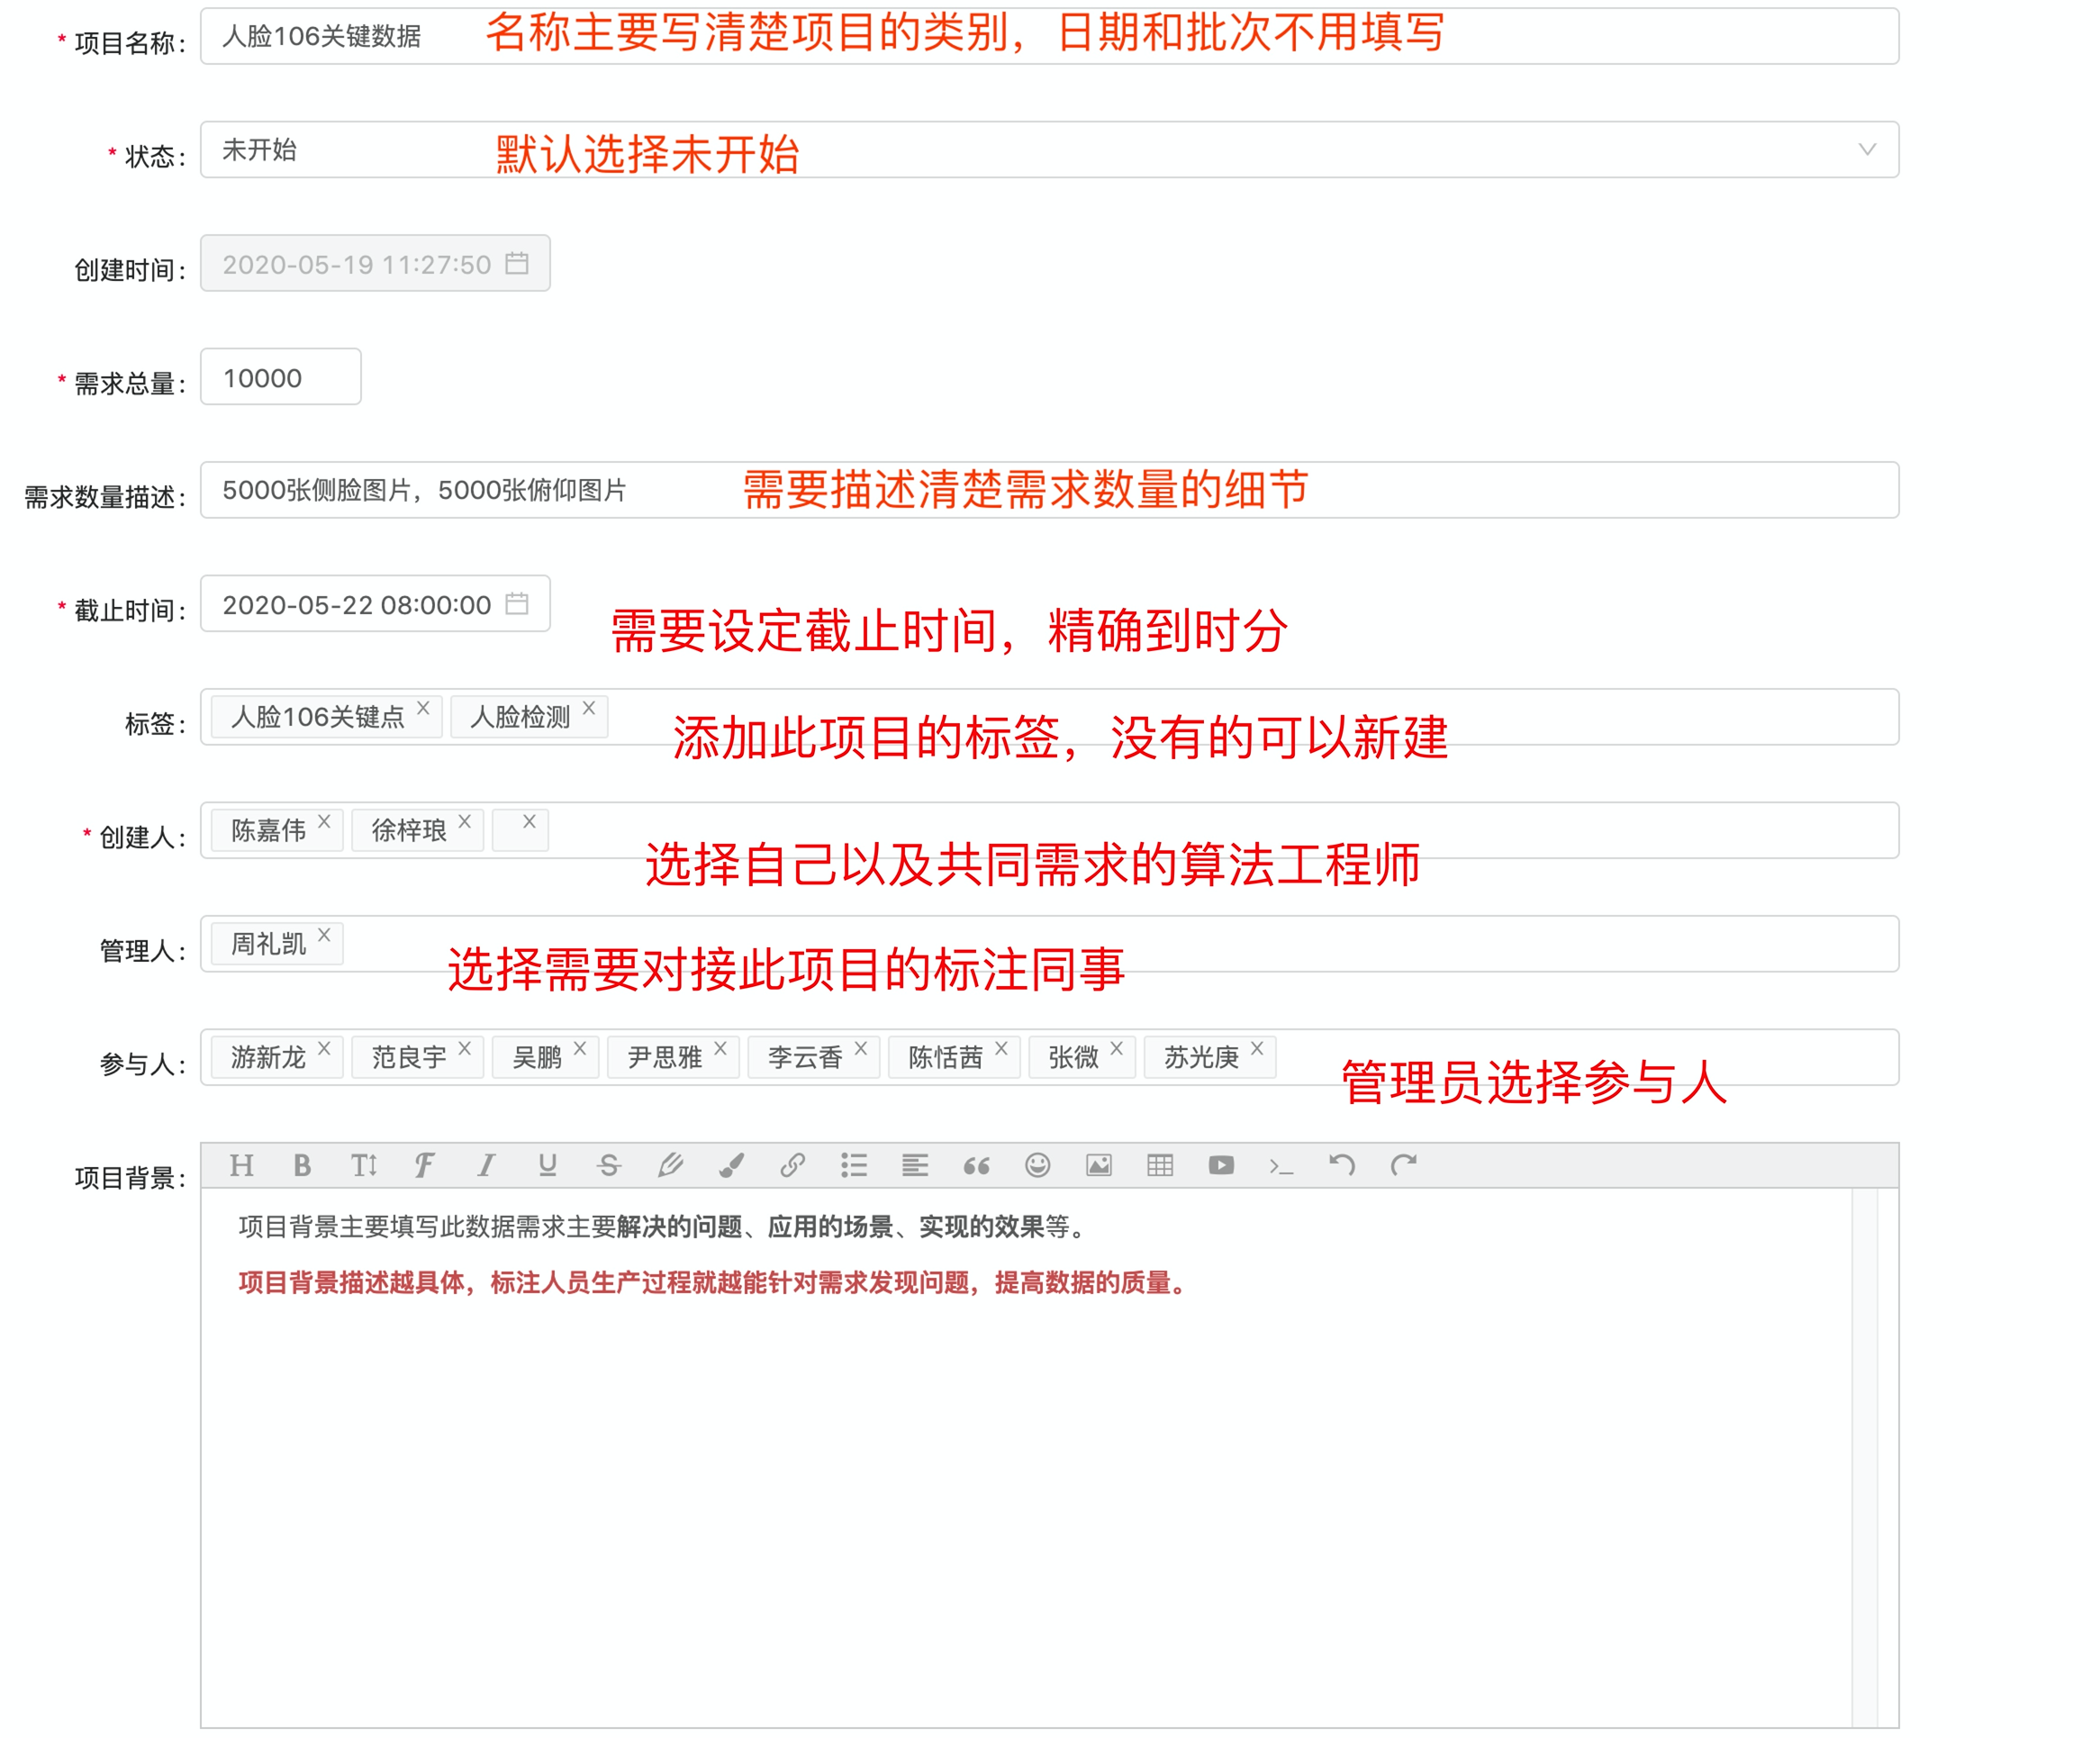 * 项目名称： 人脸106关键数据 名称主要写清楚项目的类别，日期和批次不用填写
* 状态： 未开始 默认选择未开始
创建时间： 2020-05-19 11:27:50
* 需求总量： 10000
需求数量描述： 5000张侧脸图片，5000张俯仰图片 需要描述清楚需求数量的细节
* 截止时间： 2020-05-22 08:00:00 需要设定截止时间，精确到时分
标签： 人脸106关键点 人脸检测 添加此项目的标签，没有的可以新建
* 创建人： 陈嘉伟 徐梓琅 选择自己以及共同需求的算法工程师
管理人： 周礼凯 选择需要对接此项目的标注同事
参与人： 游新龙 范良宇 吴鹏 尹思雅 李云香 陈恬茜 张微 苏光庚 管理员选择参与人
项目背景：
项目背景主要填写此数据需求主要解决的问题、应用的场景、实现的效果等。
项目背景描述越具体，标注人员生产过程就越能针对需求发现问题，提高数据的质量。